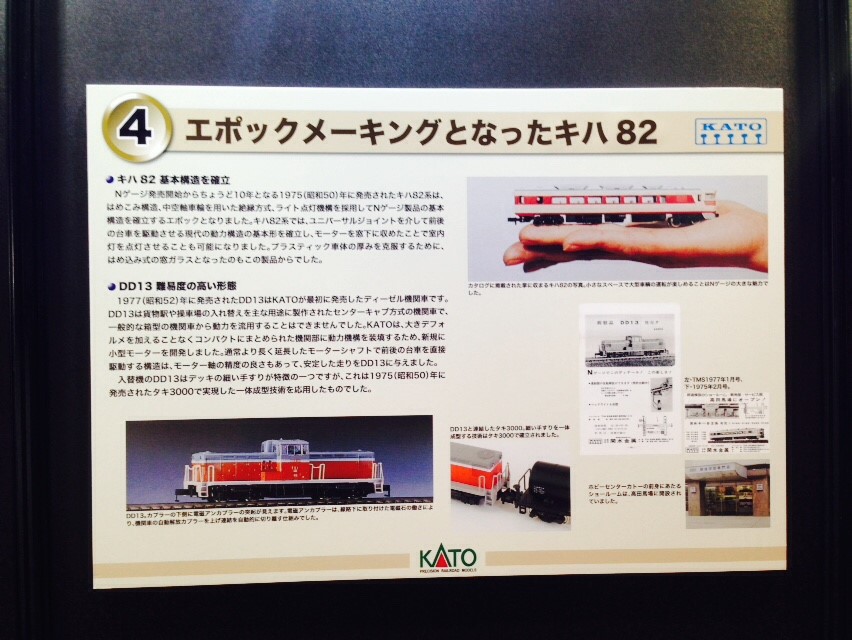 4
エポックメーキングとなったキハ 82
KATO
キハ 82 基本構造を確立
Nゲージ発売開始からちょうど10年となる1975(昭和50)年に発売されたキハ82系は、
はめこみ構造、中空軸車輪を用いた絶縁方式、ライト点灯機構を採用してNゲージ製品の基本
構造を確立するエポックとなりました。キハ82系では、ユニバーサルジョイントを介して前後
の台車を駆動させる現代の動力構造の基本形を確立し、モーターを窓下に収めたことで室内
灯を点灯させることも可能になりました。プラスティック車体の厚みを克服するために、
はめ込み式の窓ガラスとなったのもこの製品からでした。
カタログに掲載された掌に収まるキハ82の写真。小さなスペースで大型車輌の運転が楽しめることはNゲージの大きな魅力で
した。
DD13 難易度の高い形態
1977(昭和52)年に発売されたDD13はKATOが最初に発売したディーゼル機関車です。
DD13は貨物駅や操車場の入れ替えを主な用途に製作されたセンターキャブ方式の機関車で、
一般的な箱型の機関車から動力を流用することはできませんでした。KATOは、大きデフォ
ルメを加えることなくコンパクトにまとめられた機関部に動力機構を装填するため、新規に
小型モーターを開発しました。通常より長く延長したモーターシャフトで前後の台車を直接
駆動する構造は、モーター軸の精度の良さもあって、安定した走りをDD13に与えました。
入替機のDD13はデッキの細い手すりが特徴の一つですが、これは1975(昭和50)年に
発売されたタキ3000で実現した一体成型技術を応用したものでした。
DD13
関水金属
左・TMS1977年1月号、
下・1975年2月号。
高田馬場にオープン!
関水金属
DD13と連結したタキ3000。細い手すりを一体
成型する技術はタキ3000で確立されました。
ホビーセンターカトーの前身にあたる
ショールームは、高田馬場に開設され
ていました。
DD13。カプラーの下側に電磁アンカプラーの突起が見えます。電磁アンカプラーは、線路下に取り付けた電磁石の働きによ
り、機関車の自動解放カプラーを上げ連結を自動的に切り離す仕組みでした。
KATO
PRECISION RAILROAD MODELS